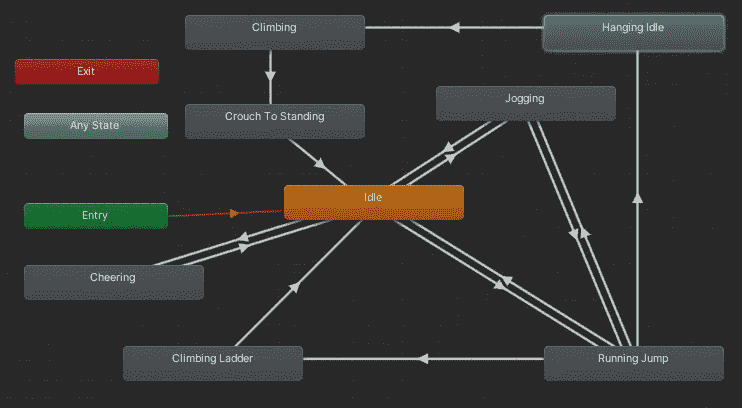 Climbing
Hanging Idle
Exit
Jogging
Crouch To Standing
Any State
Idle
Entry
Cheering
Climbing Ladder
Running Jump